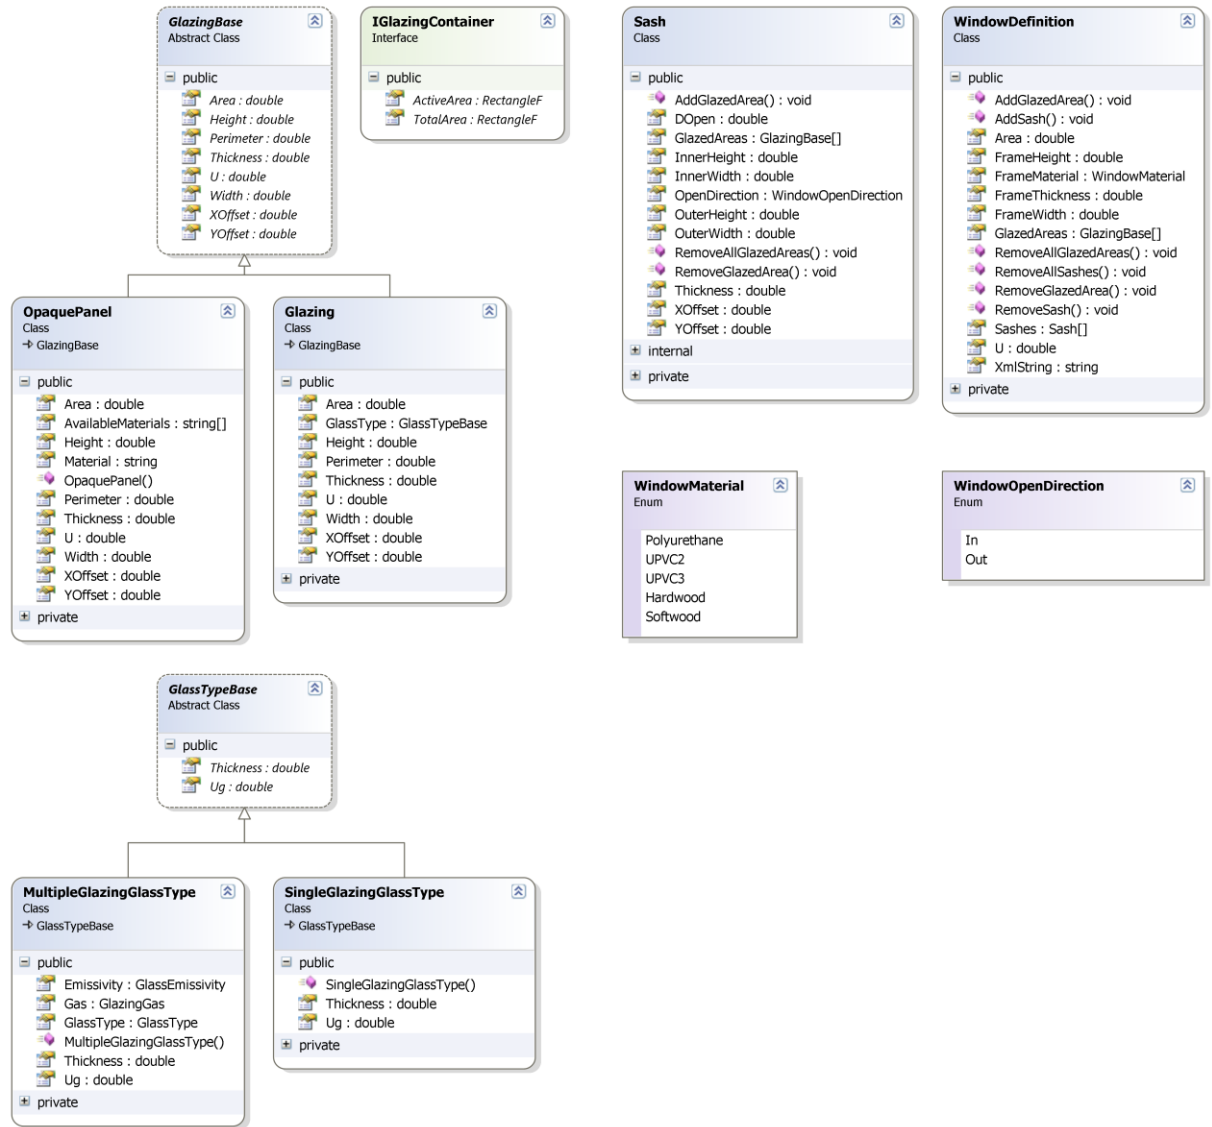 GlazingBase
Abstract Class
public
Area : double
Height : double
Perimeter : double
Thickness : double
U : double
Width : double
XOffset : double
YOffset : double
IGlazingContainer
Interface
public
ActiveArea : RectangleF
TotalArea : RectangleF
Sash
Class
public
AddGlazedArea() : void
DOpen : double
GlazedAreas : GlazingBase[]
InnerHeight : double
InnerWidth : double
OpenDirection : WindowOpenDirection
OuterHeight : double
OuterWidth : double
RemoveAllGlazedAreas() : void
RemoveGlazedArea() : void
Thickness : double
XOffset : double
YOffset : double
internal
private
WindowDefinition
Class
public
AddGlazedArea() : void
AddSash() : void
Area : double
FrameHeight : double
FrameMaterial : WindowMaterial
FrameThickness : double
FrameWidth : double
GlazedAreas : GlazingBase[]
RemoveAllGlazedAreas() : void
RemoveAllSashes() : void
RemoveGlazedArea() : void
RemoveSash() : void
Sashes : Sash[]
U : double
XmlString : string
private
OpaquePanel
Class
GlazingBase
public
Area : double
AvailableMaterials : string[]
Height : double
Material : string
OpaquePanel()
Perimeter : double
Thickness : double
U : double
Width : double
XOffset : double
YOffset : double
private
Glazing
Class
GlazingBase
public
Area : double
GlassType : GlassTypeBase
Height : double
Perimeter : double
Thickness : double
U : double
Width : double
XOffset : double
YOffset : double
private
WindowMaterial
Enum
Polyurethane
UPVC2
UPVC3
Hardwood
Softwood
WindowOpenDirection
Enum
In
Out
GlassTypeBase
Abstract Class
public
Thickness : double
Ug : double
MultipleGlazingGlassType
Class
GlassTypeBase
public
Emissivity : GlassEmissivity
Gas : GlazingGas
GlassType : GlassType
MultipleGlazingGlassType()
Thickness : double
Ug : double
private
SingleGlazingGlassType
Class
GlassTypeBase
public
SingleGlazingGlassType()
Thickness : double
Ug : double
private